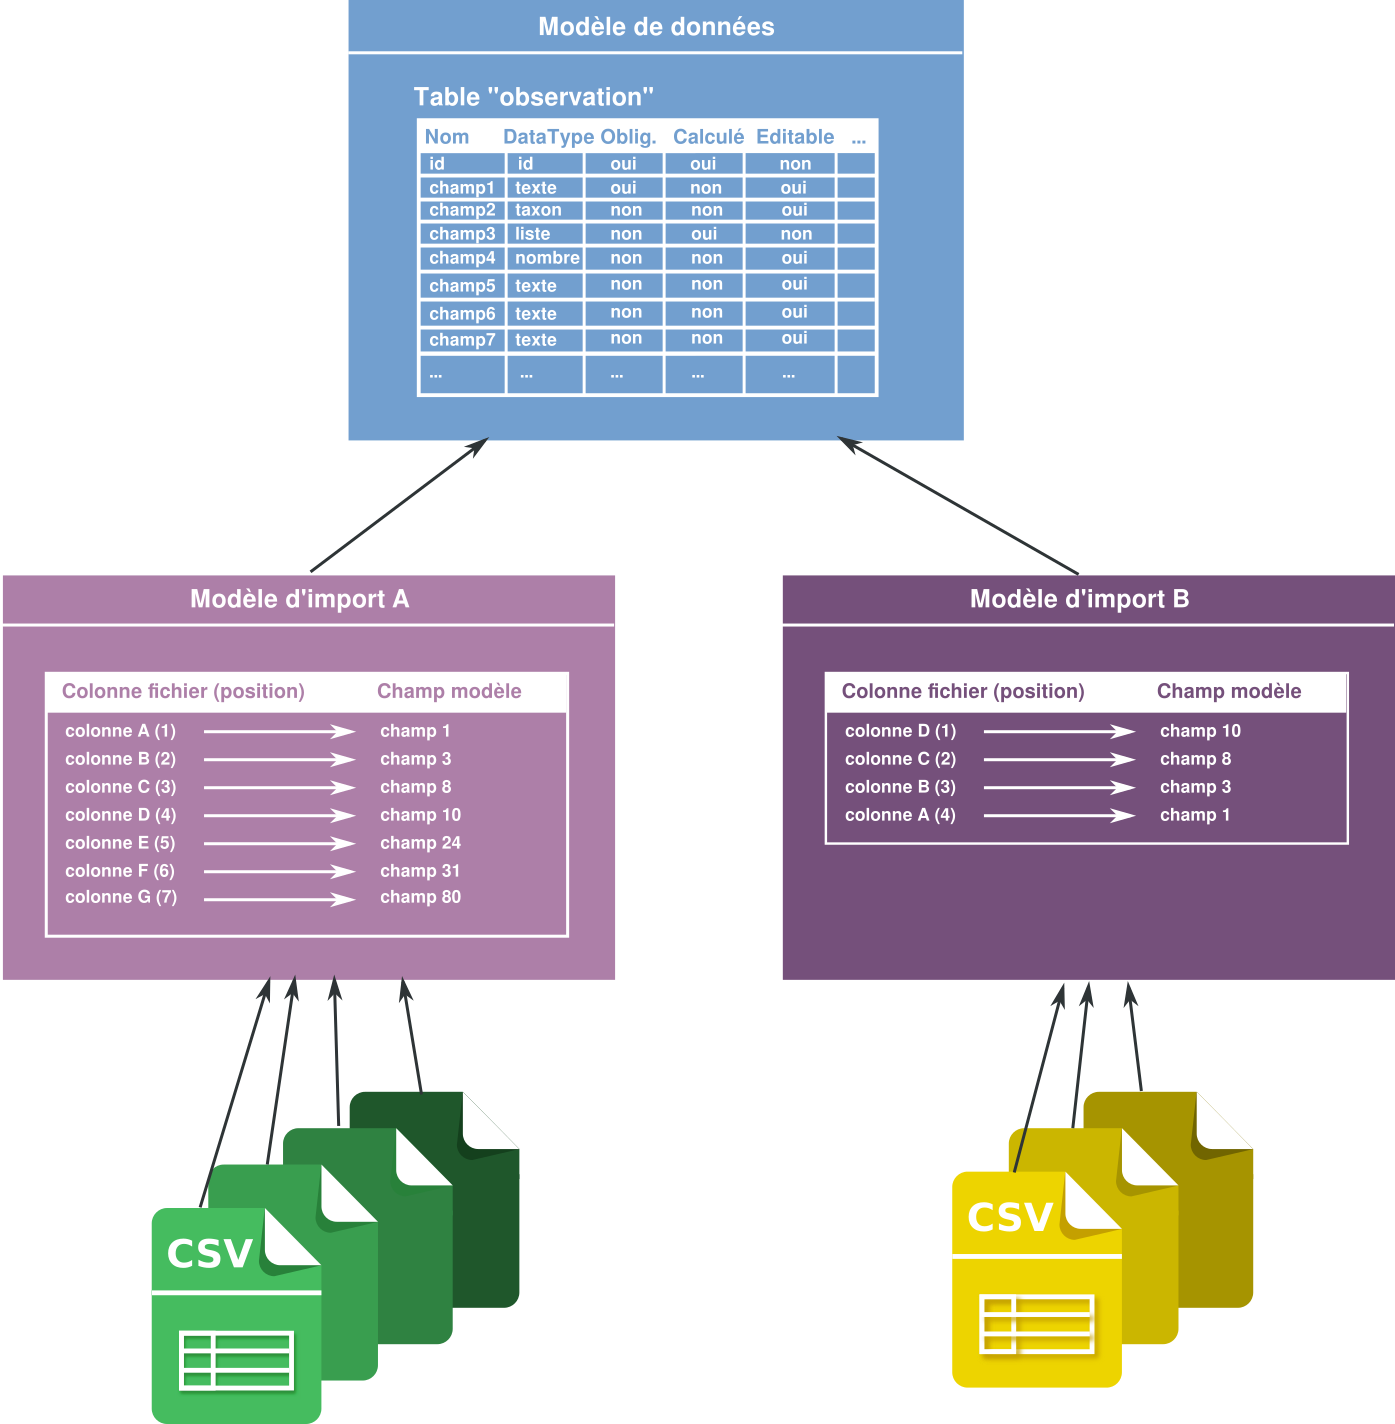 Modèle de données
Table "observation"
Nom DataType Oblig. Calculé Editable ...
id id oui oui non
champ1 texte oui non oui
champ2 taxon non non oui
champ3 liste non oui non
champ4 nombre non non oui
champ5 texte non non oui
champ6 texte non non oui
champ7 texte non non oui
... ... ... ... ...
Modèle d'import A
Colonne fichier (position) Champ modèle
colonne A (1) champ 1
colonne B (2) champ 3
colonne C (3) champ 8
colonne D (4) champ 10
colonne E (5) champ 24
colonne F (6) champ 31
colonne G (7) champ 80
Modèle d'import B
Colonne fichier (position) Champ modèle
colonne D (1) champ 10
colonne C (2) champ 8
colonne B (3) champ 3
colonne A (4) champ 1
CSV
CSV